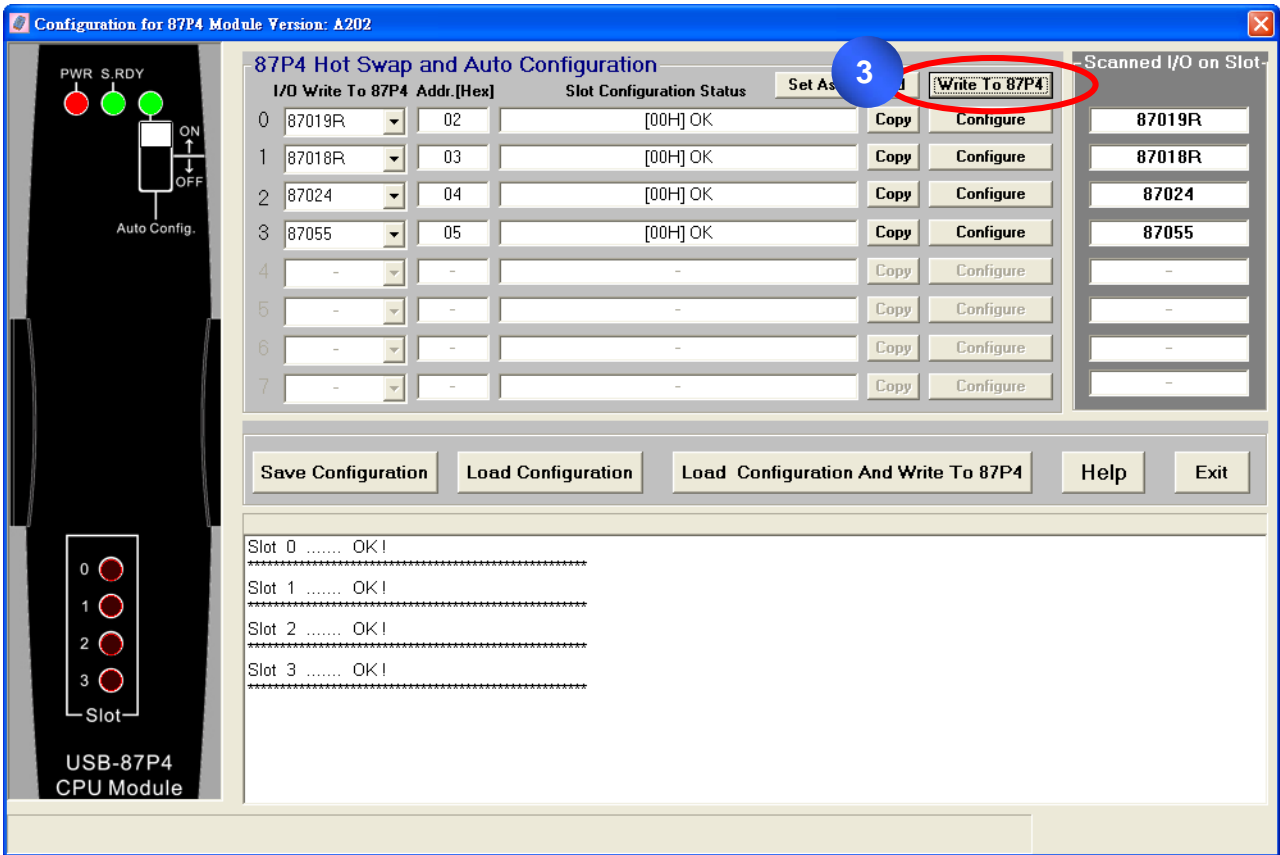 Configuration for 87P4 Module Version: A202
PWR S.RDY
ON
OFF
Auto Config.
87P4 Hot Swap and Auto Configuration
Scanned I/O on Slot
I/O Write To 87P4 Addr.[Hex] Slot Configuration Status Set As 3 Write To 87P4
0 87019R 02 [00H] OK Copy Configure 87019R
1 87018R 03 [00H] OK Copy Configure 87018R
2 87024 04 [00H] OK Copy Configure 87024
3 87055 05 [00H] OK Copy Configure 87055
4 - - - Copy Configure -
5 - - - Copy Configure -
6 - - - Copy Configure -
7 - - - Copy Configure -
Save Configuration Load Configuration Load Configuration And Write To 87P4 Help Exit
Slot 0 ....... OK!
*******************************************************
Slot 1 ....... OK!
*******************************************************
Slot 2 ....... OK!
*******************************************************
Slot 3 ....... OK!
*******************************************************
0
1
2
3
Slot
USB-87P4
CPU Module